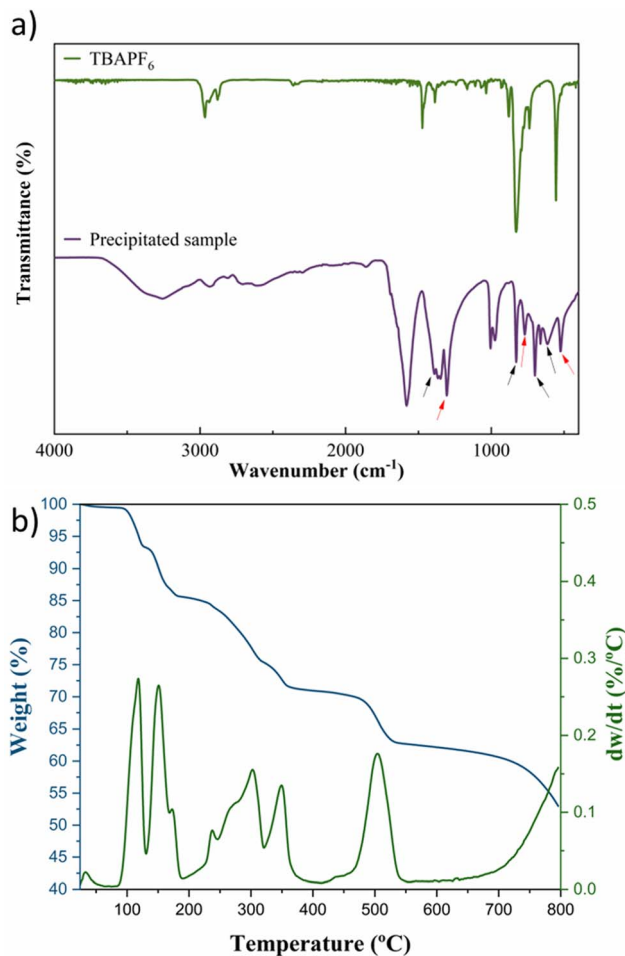 a)
TBAPF6
Precipitated sample
Transmittance (%)
4000 3000 2000 1000
Wavenumber (cm-1)
b)
100 95 90 85 80 75 70 65 60 55 50 45 40
Weight (%)
0.5 0.4 0.3 0.2 0.1 0.0
dw/dt (%/ºC)
100 200 300 400 500 600 700 800
Temperature (ºC)